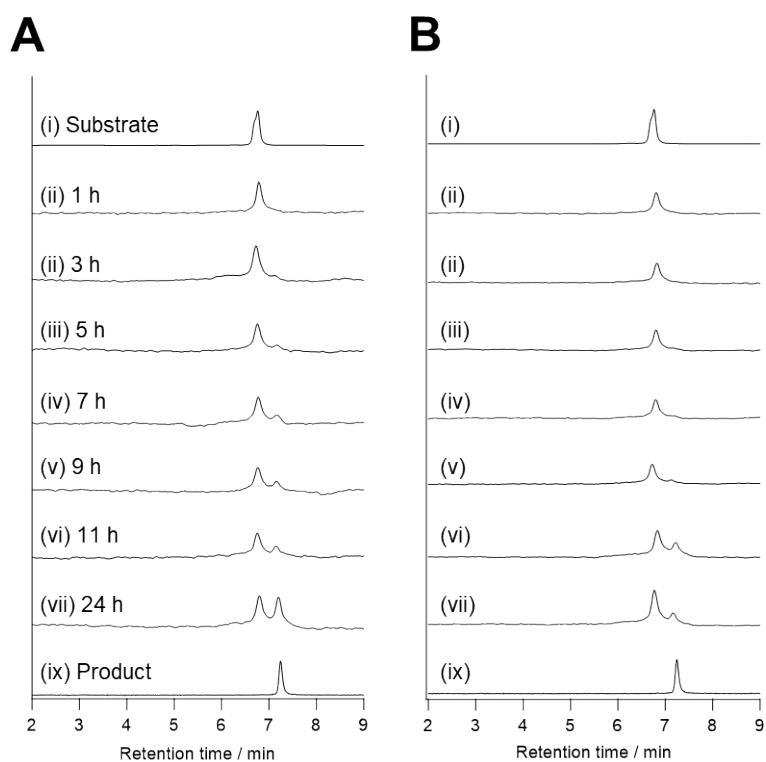 A
(i) Substrate
(ii) 1 h
(ii) 3 h
(iii) 5 h
(iv) 7 h
(v) 9 h
(vi) 11 h
(vii) 24 h
(ix) Product
2 3 4 5 6 7 8 9
Retention time / min
B
(i)
(ii)
(ii)
(iii)
(iv)
(v)
(vi)
(vii)
(ix)
2 3 4 5 6 7 8 9
Retention time / min